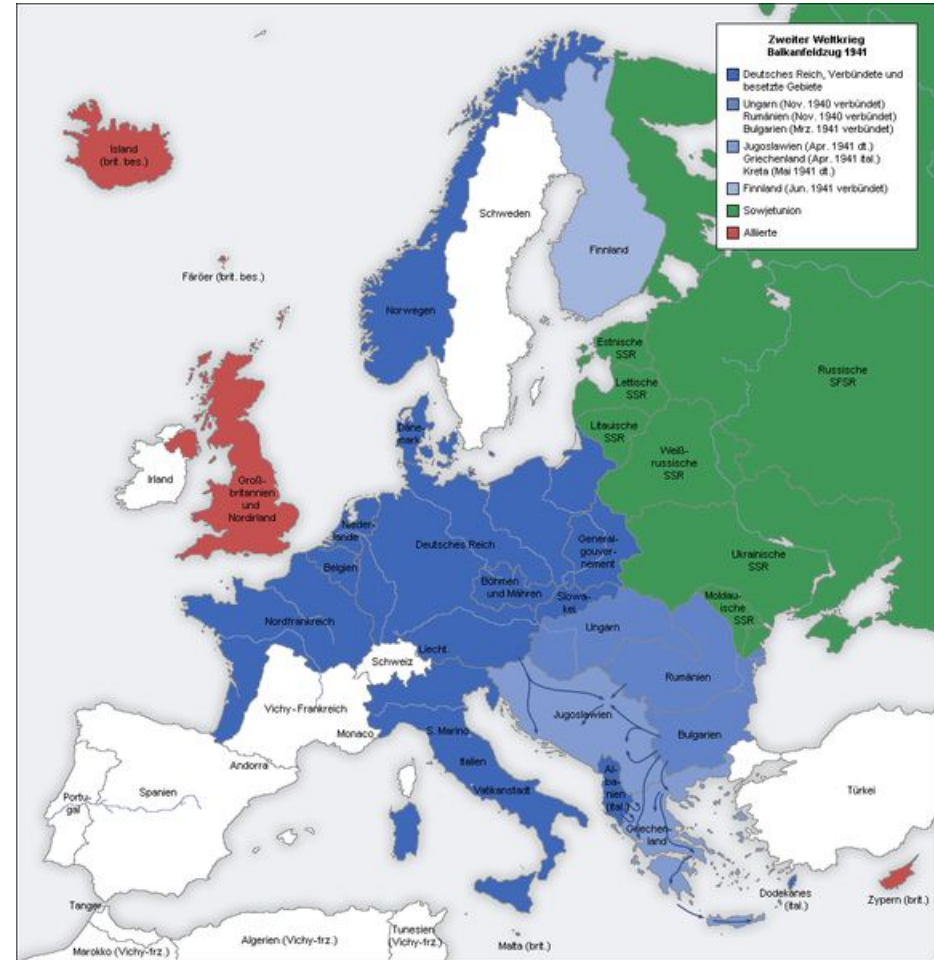 Zweiter Weltkrieg
Balkanfeldzug 1941
Deutsches Reich, Verbündete und
besetzte Gebiete
Ungarn (Nov. 1940 verbündet)
Rumänien (Nov. 1940 verbündet)
Bulgarien (Mrz. 1941 verbündet)
Jugoslawien (Apr. 1941 dt.)
Griechenland (Apr. 1941 ital.)
Kreta (Mai 1941 dt.)
Finnland (Jun. 1941 verbündet)
Sowjetunion
Alliierte
Island
(brit. bes.)
Färöer (brit. bes.)
Schweden
Finnland
Norwegen
Estnische
SSR
Lettische
SSR
Litauische
SSR
Weiß-
russische
SSR
Russische
SFSR
Däne-
mark
Irland
Groß-
britannien
und
Nordirland
Nieder-
lande
Belgien
Deutsches Reich
General-
gouver-
nement
Ukrainische
SSR
Böhmen
und Mähren
Slowa-
kei
Moldau-
ische
SSR
Nordfrankreich
Ungarn
Liecht.
Schweiz
Rumänien
Vichy-Frankreich
Jugoslawien
Monaco
S. Marino
Bulgarien
Andorra
Italien
Al-
ba-
nien
(ital.)
Vatikanstadt
Portu-
gal
Spanien
Türkei
Griechen-
land
Dodekanes
(ital.)
Zypern (brit.)
Tanger
Marokko (Vichy-frz.)
Algerien (Vichy-frz.)
Tunesien
(Vichy-frz.)
Malta (brit.)